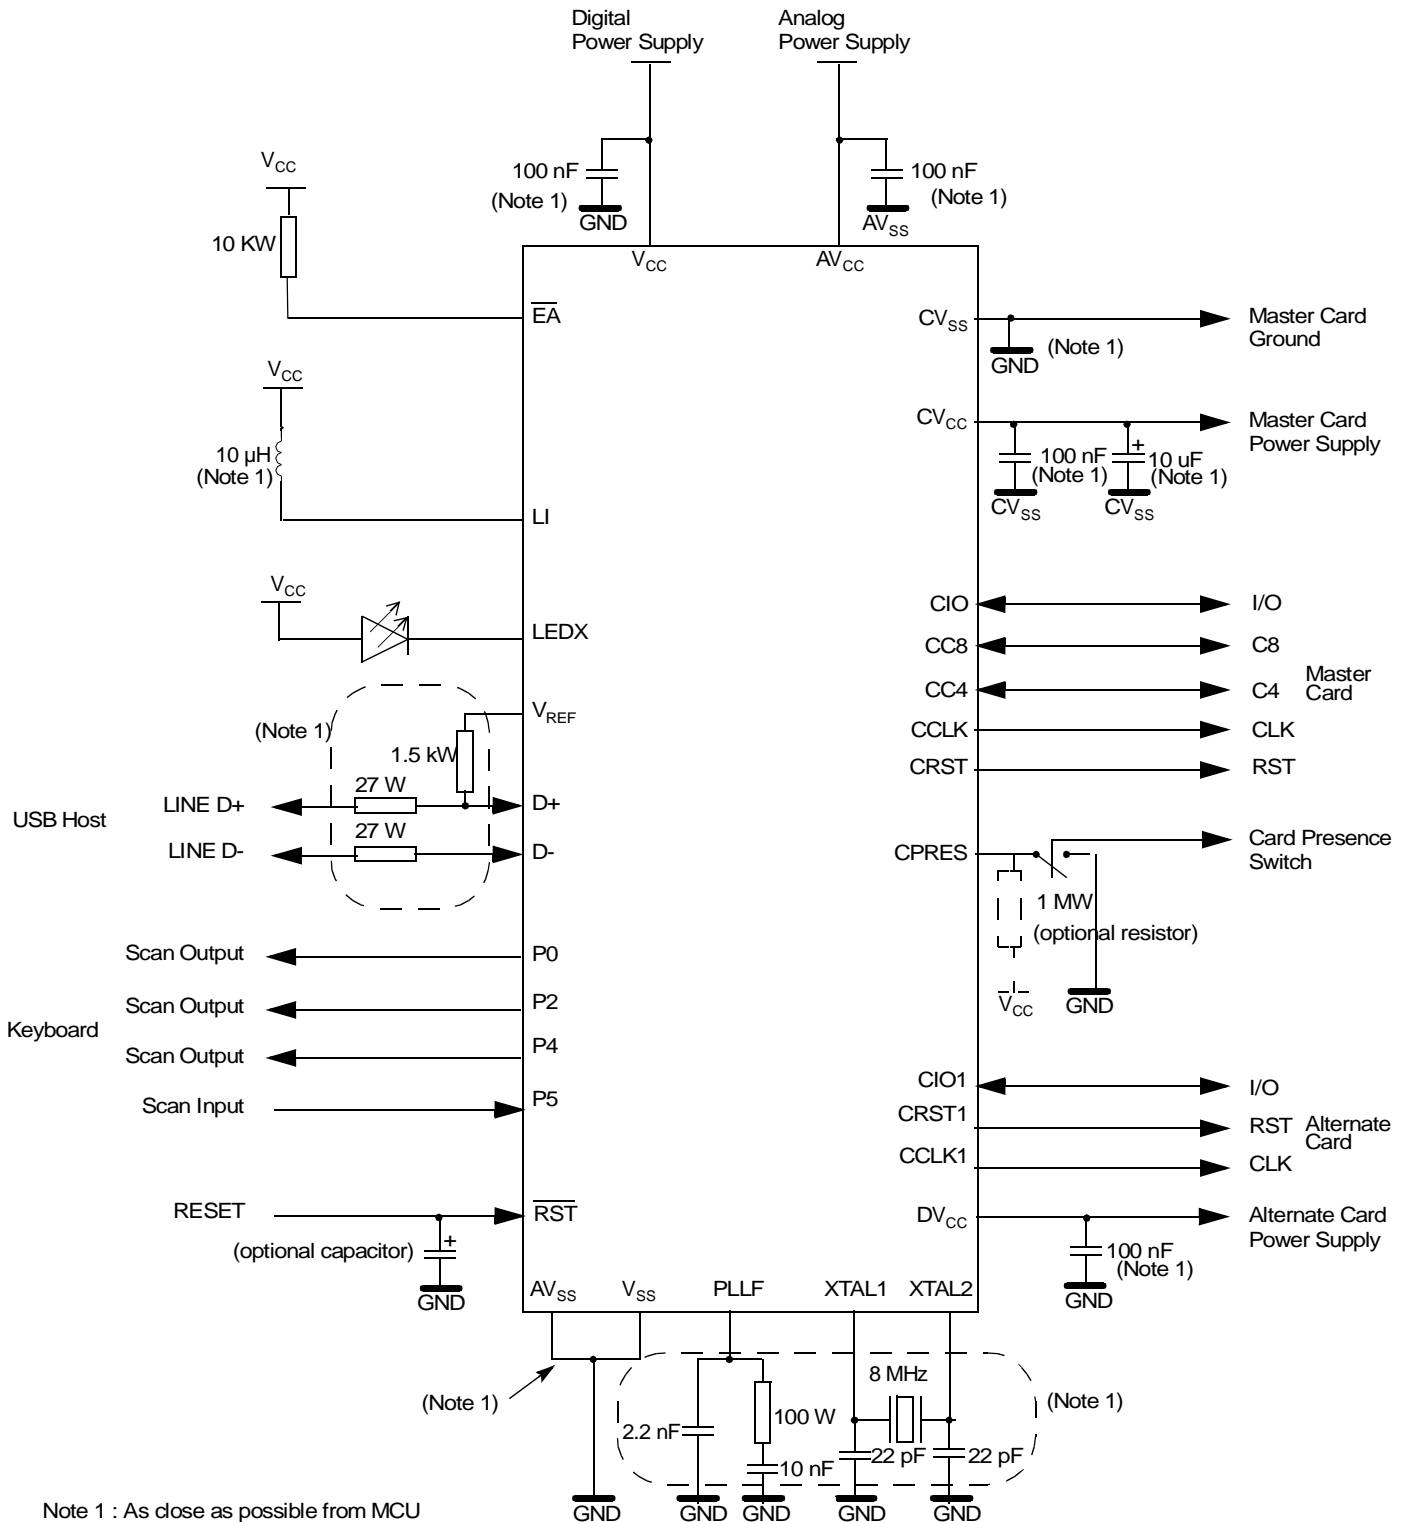 Digital
Power Supply
Analog
Power Supply
100 nF
(Note 1)
GND
100 nF
(Note 1)
AVSS
VCC
AVCC
VCC
10 KW
EA
VCC
10 µH
(Note 1)
LI
VCC
LEDX
(Note 1)
VREF
1.5 kW
27 W
LINE D+
D+
USB Host
27 W
LINE D-
D-
Scan Output
P0
Scan Output
P2
Keyboard
Scan Output
P4
Scan Input
P5
RESET
RST
(optional capacitor)
+
GND
CVSS
GND
(Note 1)
Master Card
Ground
CVCC
Master Card
Power Supply
100 nF
(Note 1)
CVSS
+
10 uF
(Note 1)
CVSS
CIO
I/O
CC8
C8
CC4
C4
Master
Card
CCLK
CLK
CRST
RST
CPRES
Card Presence
Switch
1 MW
(optional resistor)
VCC
GND
CIO1
I/O
CRST1
RST
Alternate
Card
CCLK1
CLK
DVCC
Alternate Card
Power Supply
100 nF
(Note 1)
GND
AVSS
VSS
PLLF
XTAL1
XTAL2
(Note 1)
8 MHz
(Note 1)
2.2 nF
100 W
10 nF
22 pF
22 pF
GND
GND
GND
GND
GND
Note 1 : As close as possible from MCU